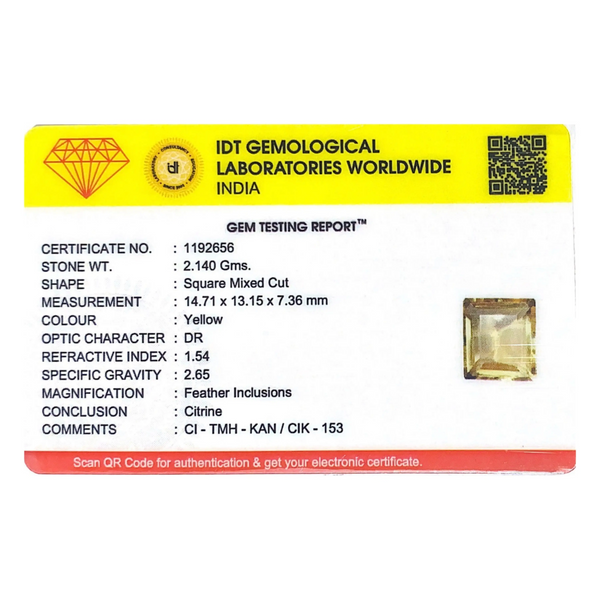 IDT GEMOLOGICAL
LABORATORIES WORLDWIDE
INDIA
GEM TESTING REPORT™
CERTIFICATE NO. : 1192656
STONE WT. : 2.140 Gms.
SHAPE : Square Mixed Cut
MEASUREMENT : 14.71 x 13.15 x 7.36 mm
COLOUR : Yellow
OPTIC CHARACTER : DR
REFRACTIVE INDEX : 1.54
SPECIFIC GRAVITY : 2.65
MAGNIFICATION : Feather Inclusions
CONCLUSION : Citrine
COMMENTS : CI - TMH - KAN / CIK - 153
Scan QR Code for authentication & get your electronic certificate.